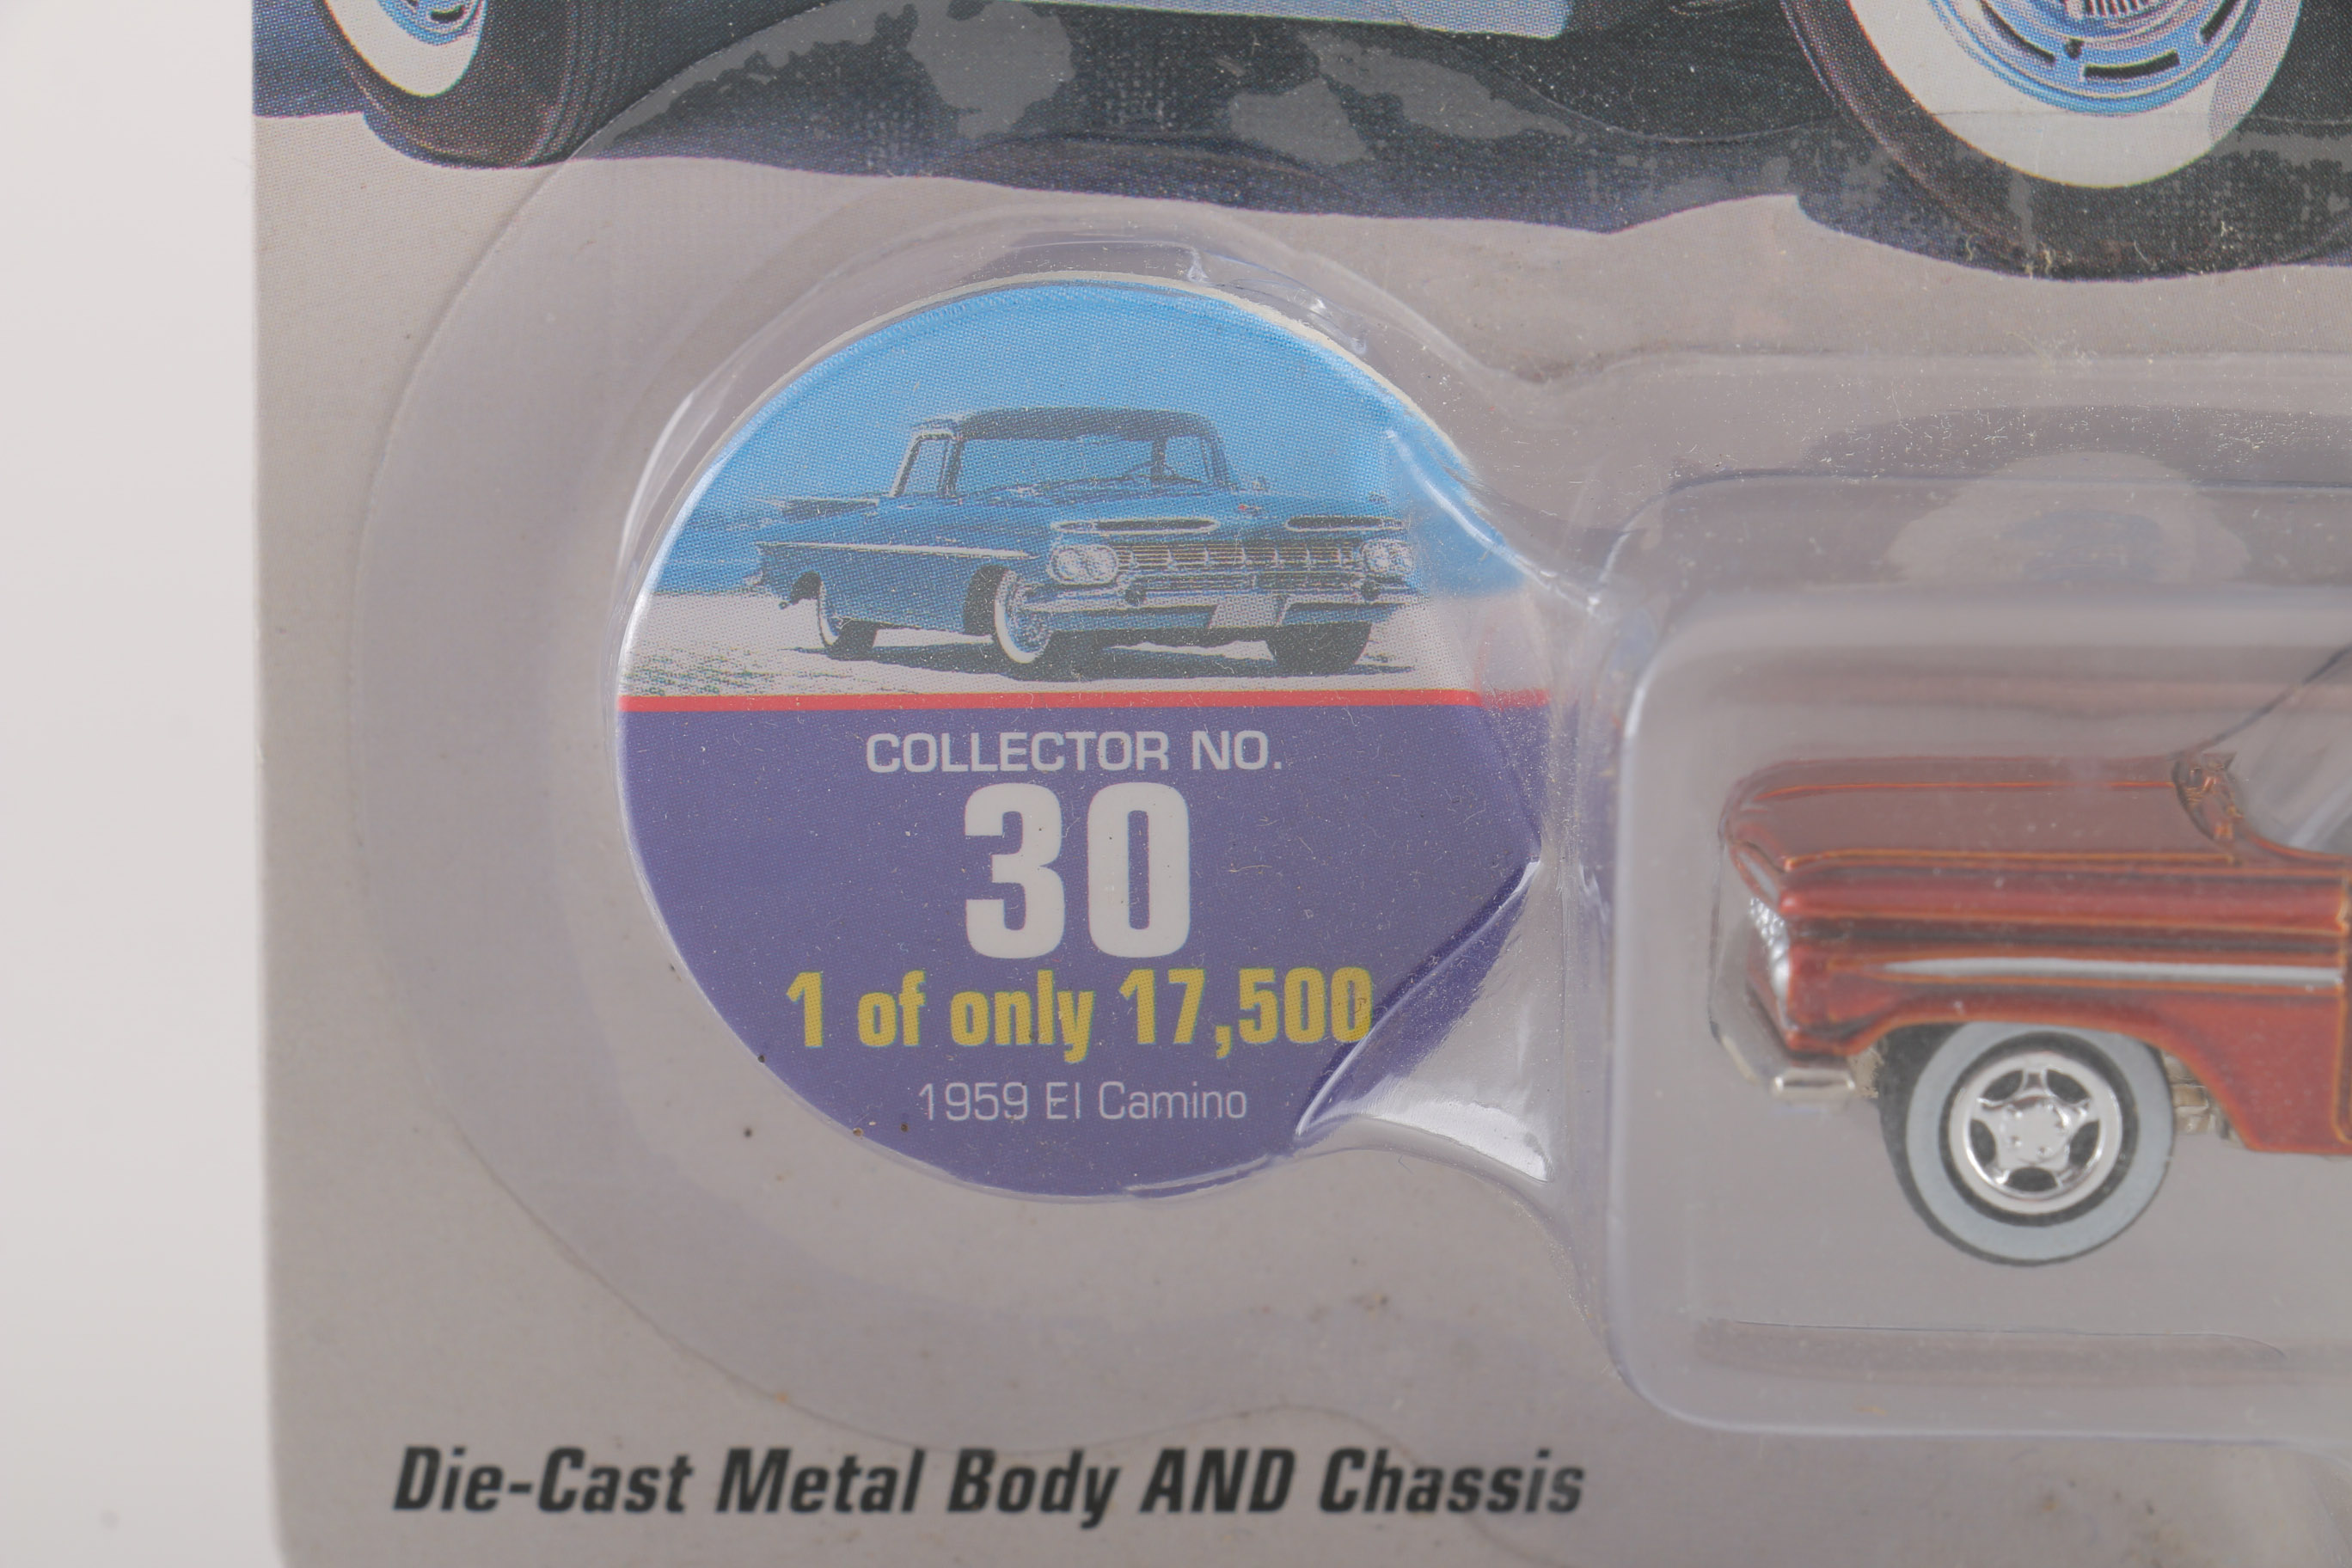 COLLECTOR NO.
30
1 of only 17,500
1959 El Camino
Die-Cast Metal Body AND Chassis